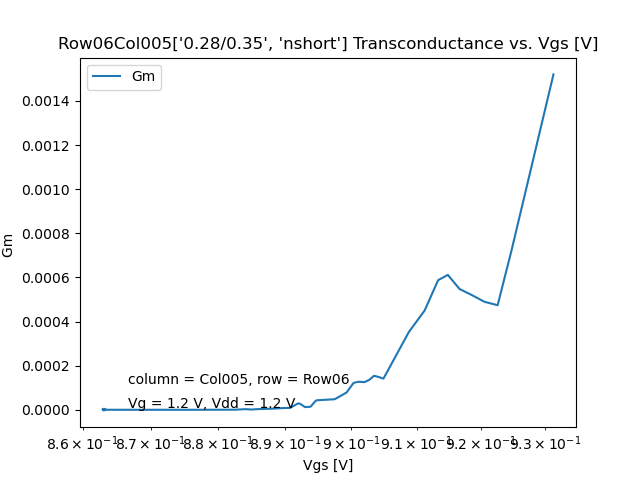 Row06Col005['0.28/0.35', 'nshort'] Transconductance vs. Vgs [V]
Gm
0.0014
0.0012
0.0010
0.0008
0.0006
0.0004
0.0002
0.0000
Gm
column = Col005, row = Row06
Vg = 1.2 V, Vdd = 1.2 V
8.6 × 10⁻¹ 8.7 × 10⁻¹ 8.8 × 10⁻¹ 8.9 × 10⁻¹ 9 × 10⁻¹ 9.1 × 10⁻¹ 9.2 × 10⁻¹ 9.3 × 10⁻¹
Vgs [V]